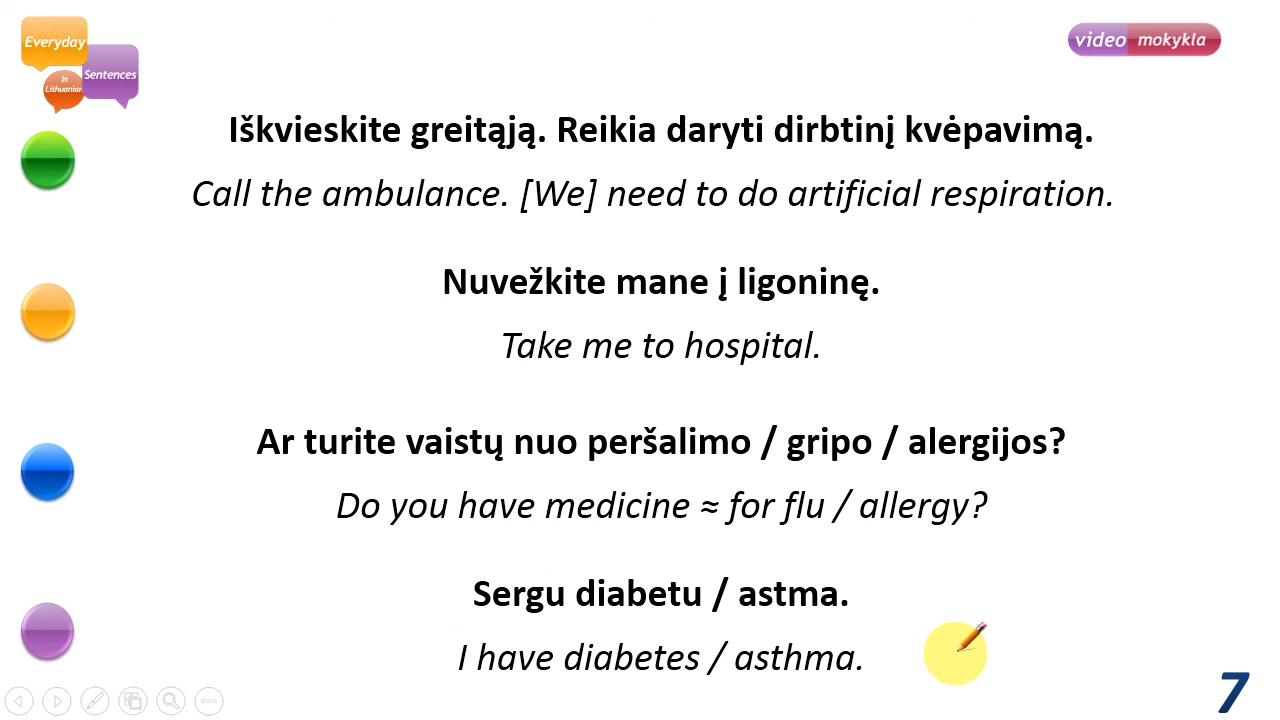 Everyday
Sentences
In
Lithuanian
video mokykla
Iškvieskite greitąją. Reikia daryti dirbtinį kvėpavimą.
Call the ambulance. [We] need to do artificial respiration.
Nuvežkite mane į ligoninę.
Take me to hospital.
Ar turite vaistų nuo peršalimo / gripo / alergijos?
Do you have medicine ≈ for flu / allergy?
Sergu diabetu / astma.
I have diabetes / asthma.
7